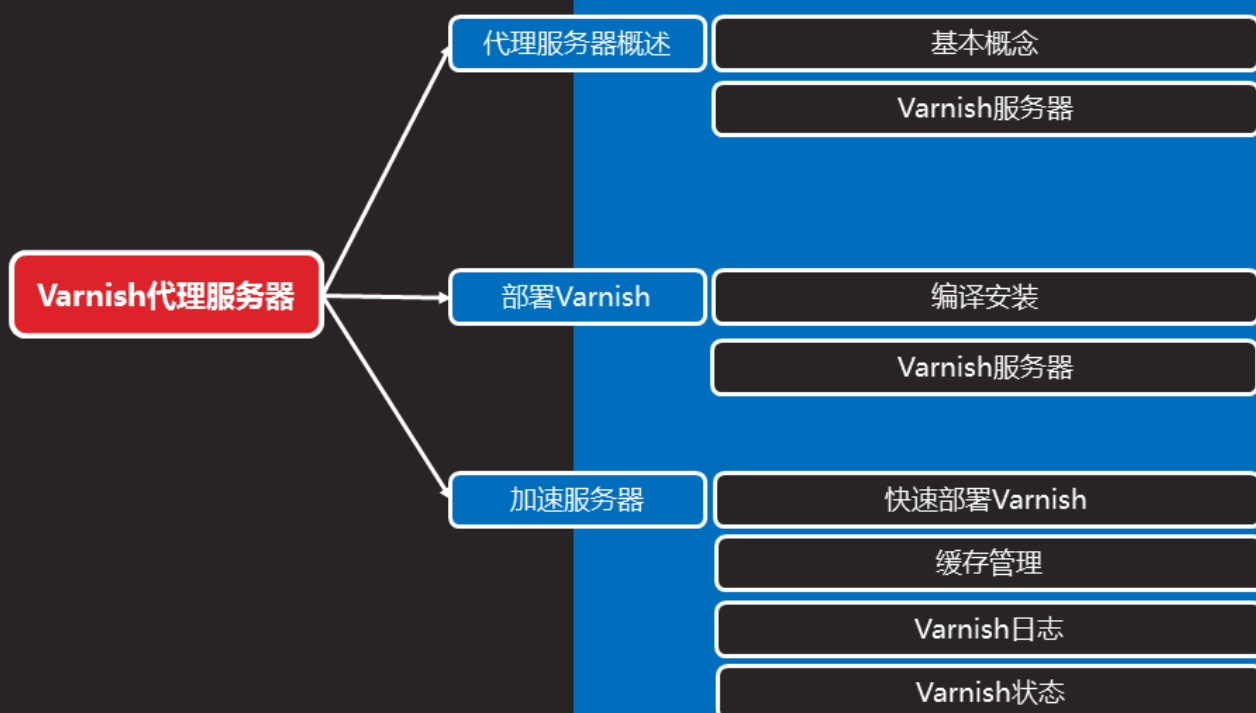 代理服务器概述
基本概念
Varnish服务器
Varnish代理服务器
部署Varnish
编译安装
Varnish服务器
加速服务器
快速部署Varnish
缓存管理
Varnish日志
Varnish状态